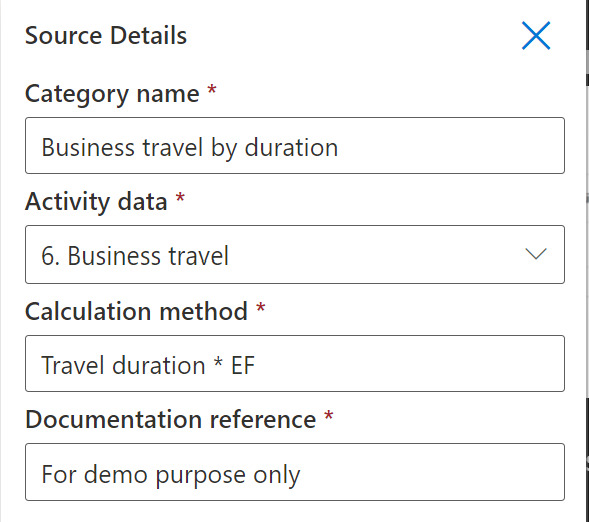 Source Details
Category name *
Business travel by duration
Activity data *
6. Business travel
Calculation method *
Travel duration * EF
Documentation reference *
For demo purpose only